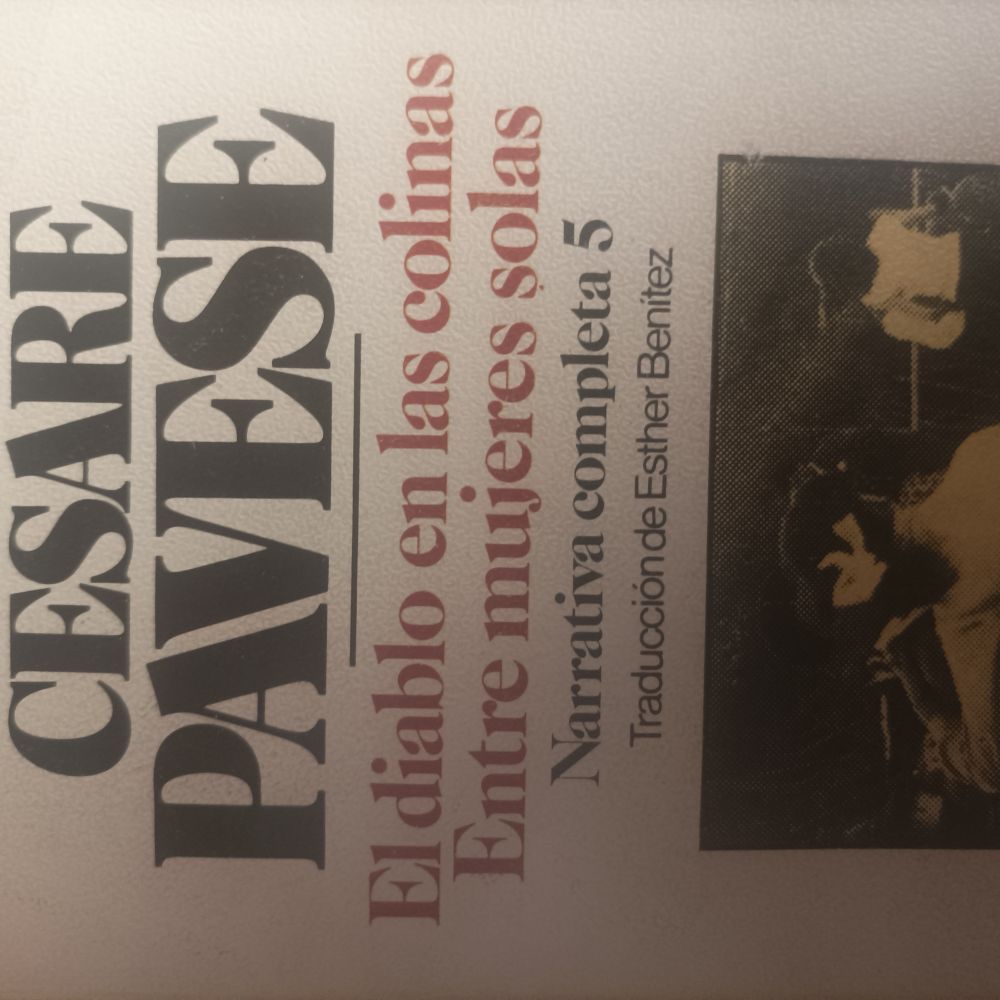 CESARE
PAVESE
El diablo en las colinas
Entre mujeres solas
Narrativa completa 5
Traducción de Esther Benítez